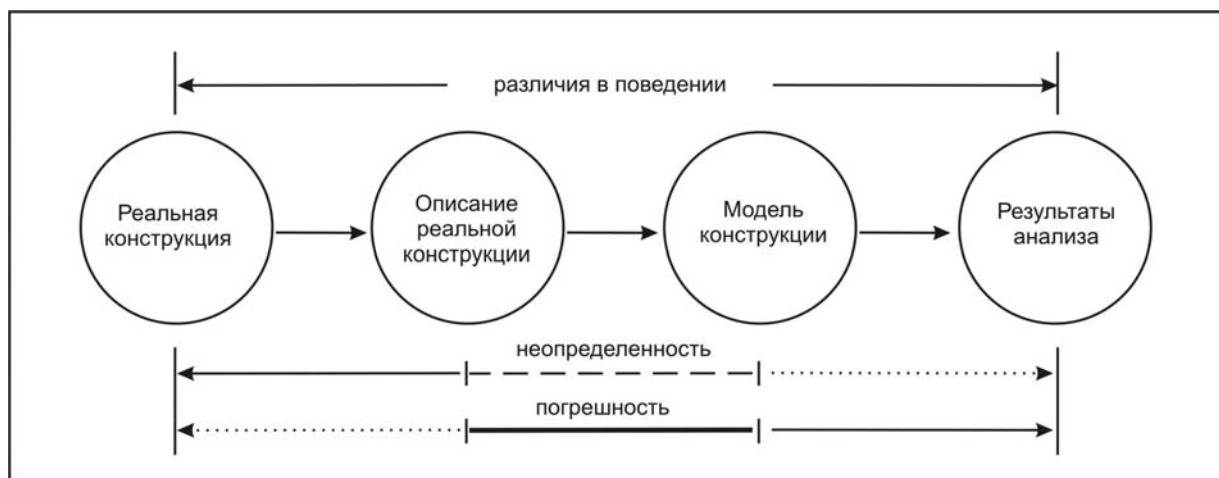 различия в поведении
Реальная
конструкция
Описание
реальной
конструкции
Модель
конструкции
Результаты
анализа
неопределенность
погрешность